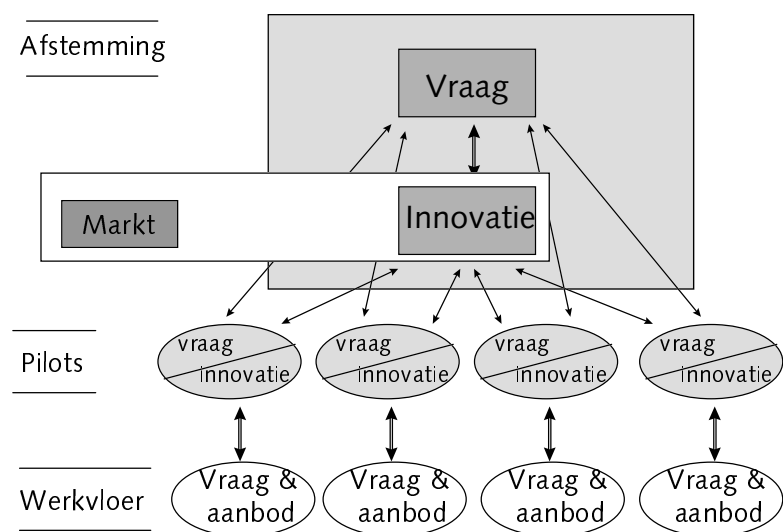 Afstemming
Vraag
Markt
Innovatie
Pilots
vraag
innovatie
vraag
innovatie
vraag
innovatie
vraag
innovatie
Werkvloer
Vraag &
aanbod
Vraag &
aanbod
Vraag &
aanbod
Vraag &
aanbod